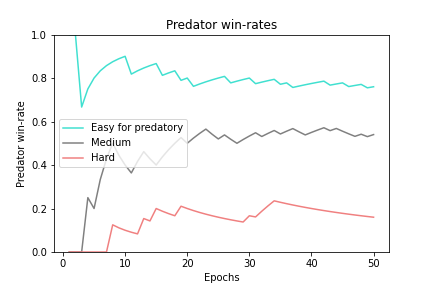 Predator win-rates
1.0
0.8
0.6
0.4
0.2
0.0
Predator win-rate
Easy for predatory
Medium
Hard
0 10 20 30 40 50
Epochs